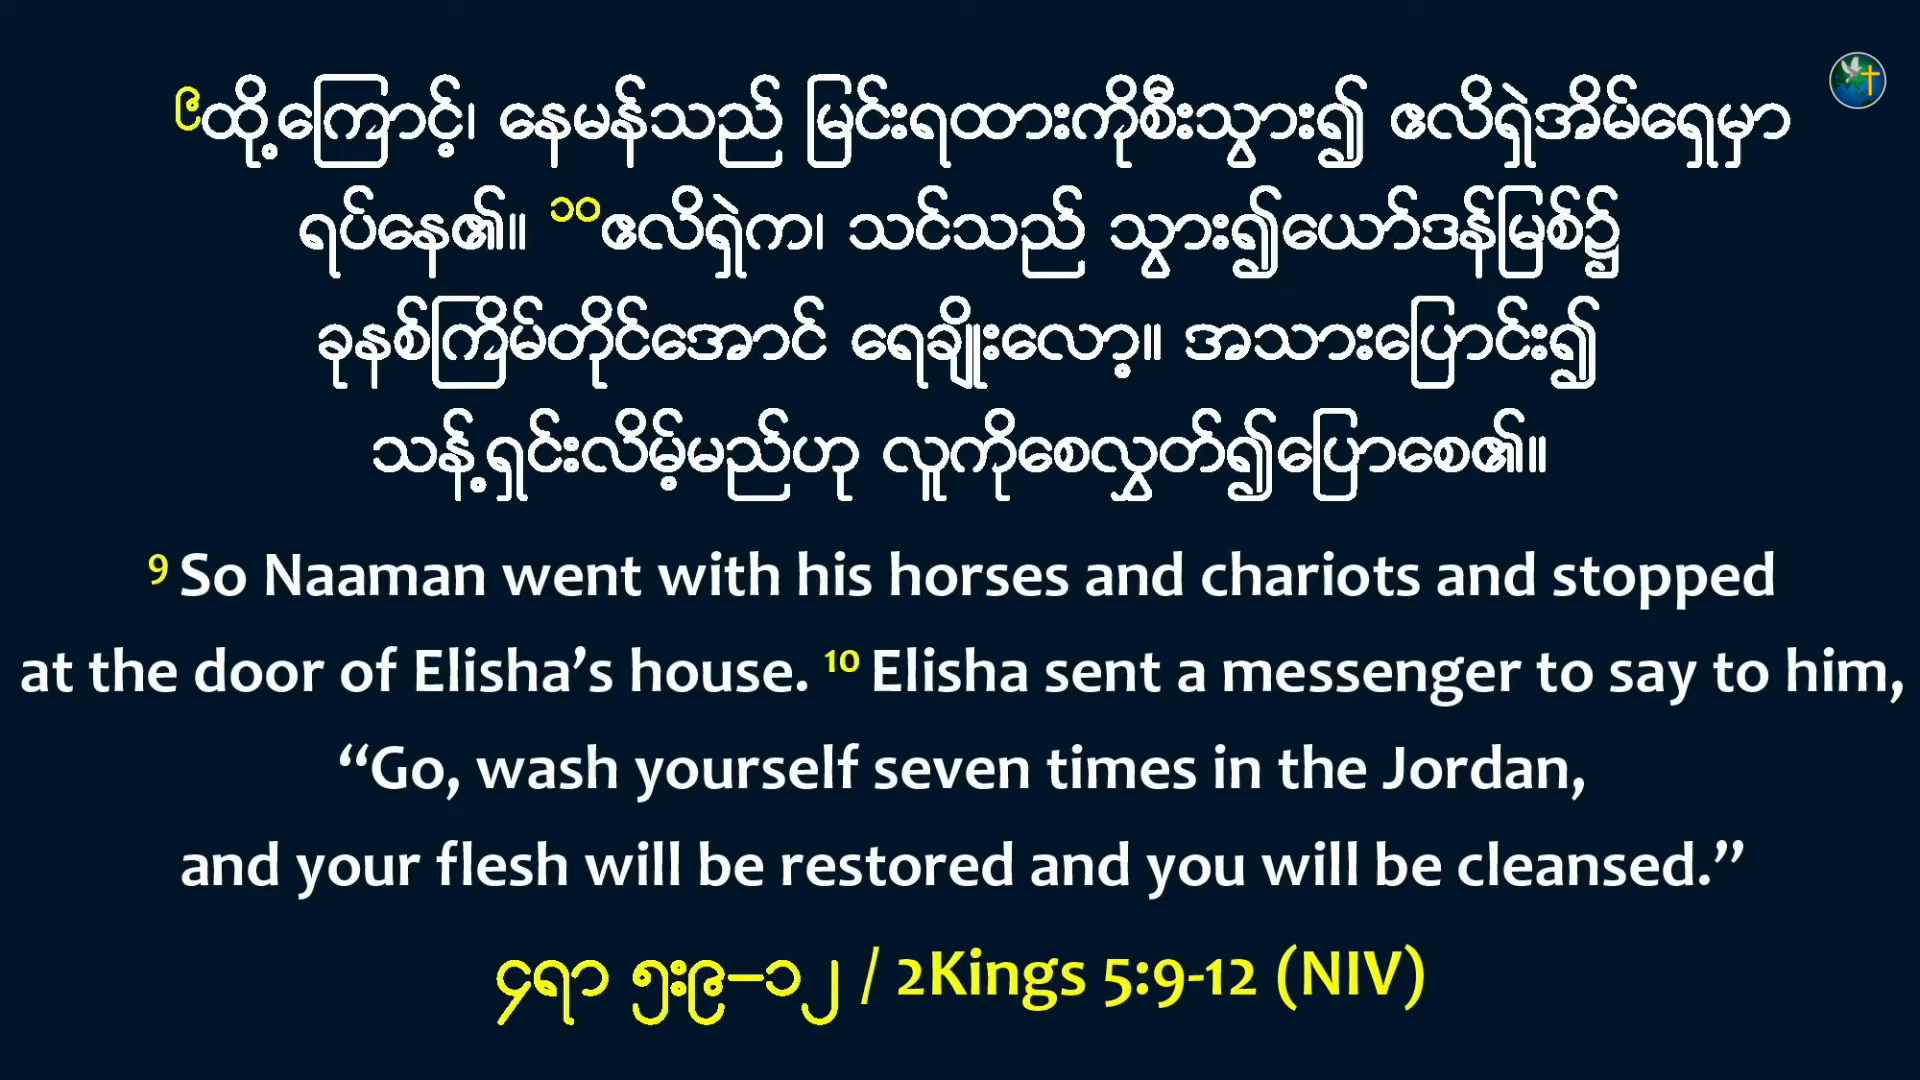 ၉ထို့ကြောင့်၊ နေမန်သည် မြင်းရထားကိုစီးသွား၍ ဧလိရှဲအိမ်ရှေ့မှာ
ရပ်နေ၏။ ၁၀ဧလိရှဲက၊ သင်သည် သွား၍ယော်ဒန်မြစ်၌
ခုနစ်ကြိမ်တိုင်အောင် ရေချိုးလော့။ အသားပြောင်း၍
သန့်ရှင်းလိမ့်မည်ဟု လူကိုစေလွှတ်၍ပြောစေ၏။
9 So Naaman went with his horses and chariots and stopped
at the door of Elisha’s house. 10 Elisha sent a messenger to say to him,
“Go, wash yourself seven times in the Jordan,
and your flesh will be restored and you will be cleansed.”
၄ရာ ၅း၉–၁၂ / 2Kings 5:9-12 (NIV)